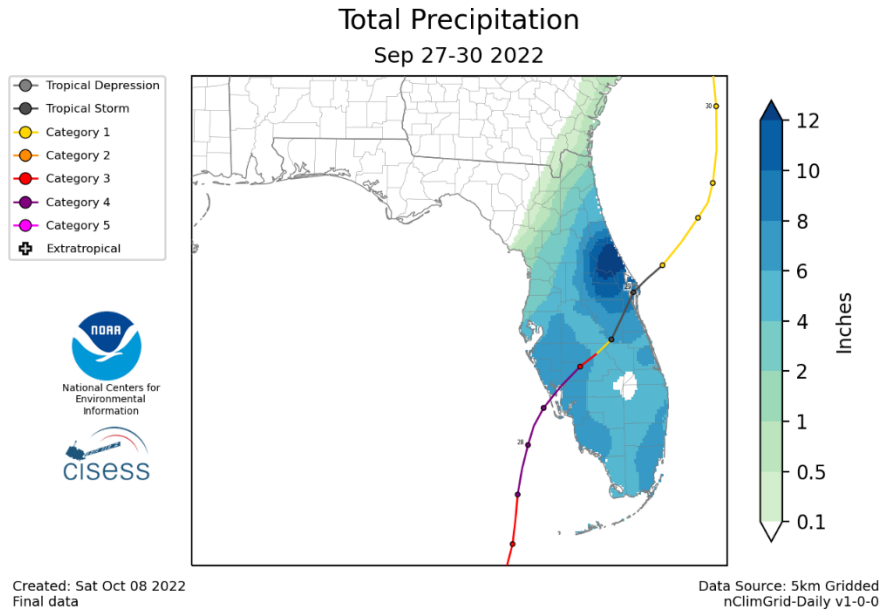 Total Precipitation
Sep 27-30 2022
Tropical Depression
Tropical Storm
Category 1
Category 2
Category 3
Category 4
Category 5
Extratropical
NOAA
National Centers for
Environmental
Information
cisess
30
29
28
12
10
8
6
4
2
1
0.5
0.1
Inches
Created: Sat Oct 08 2022
Final data
Data Source: 5km Gridded
nClimGrid-Daily v1-0-0